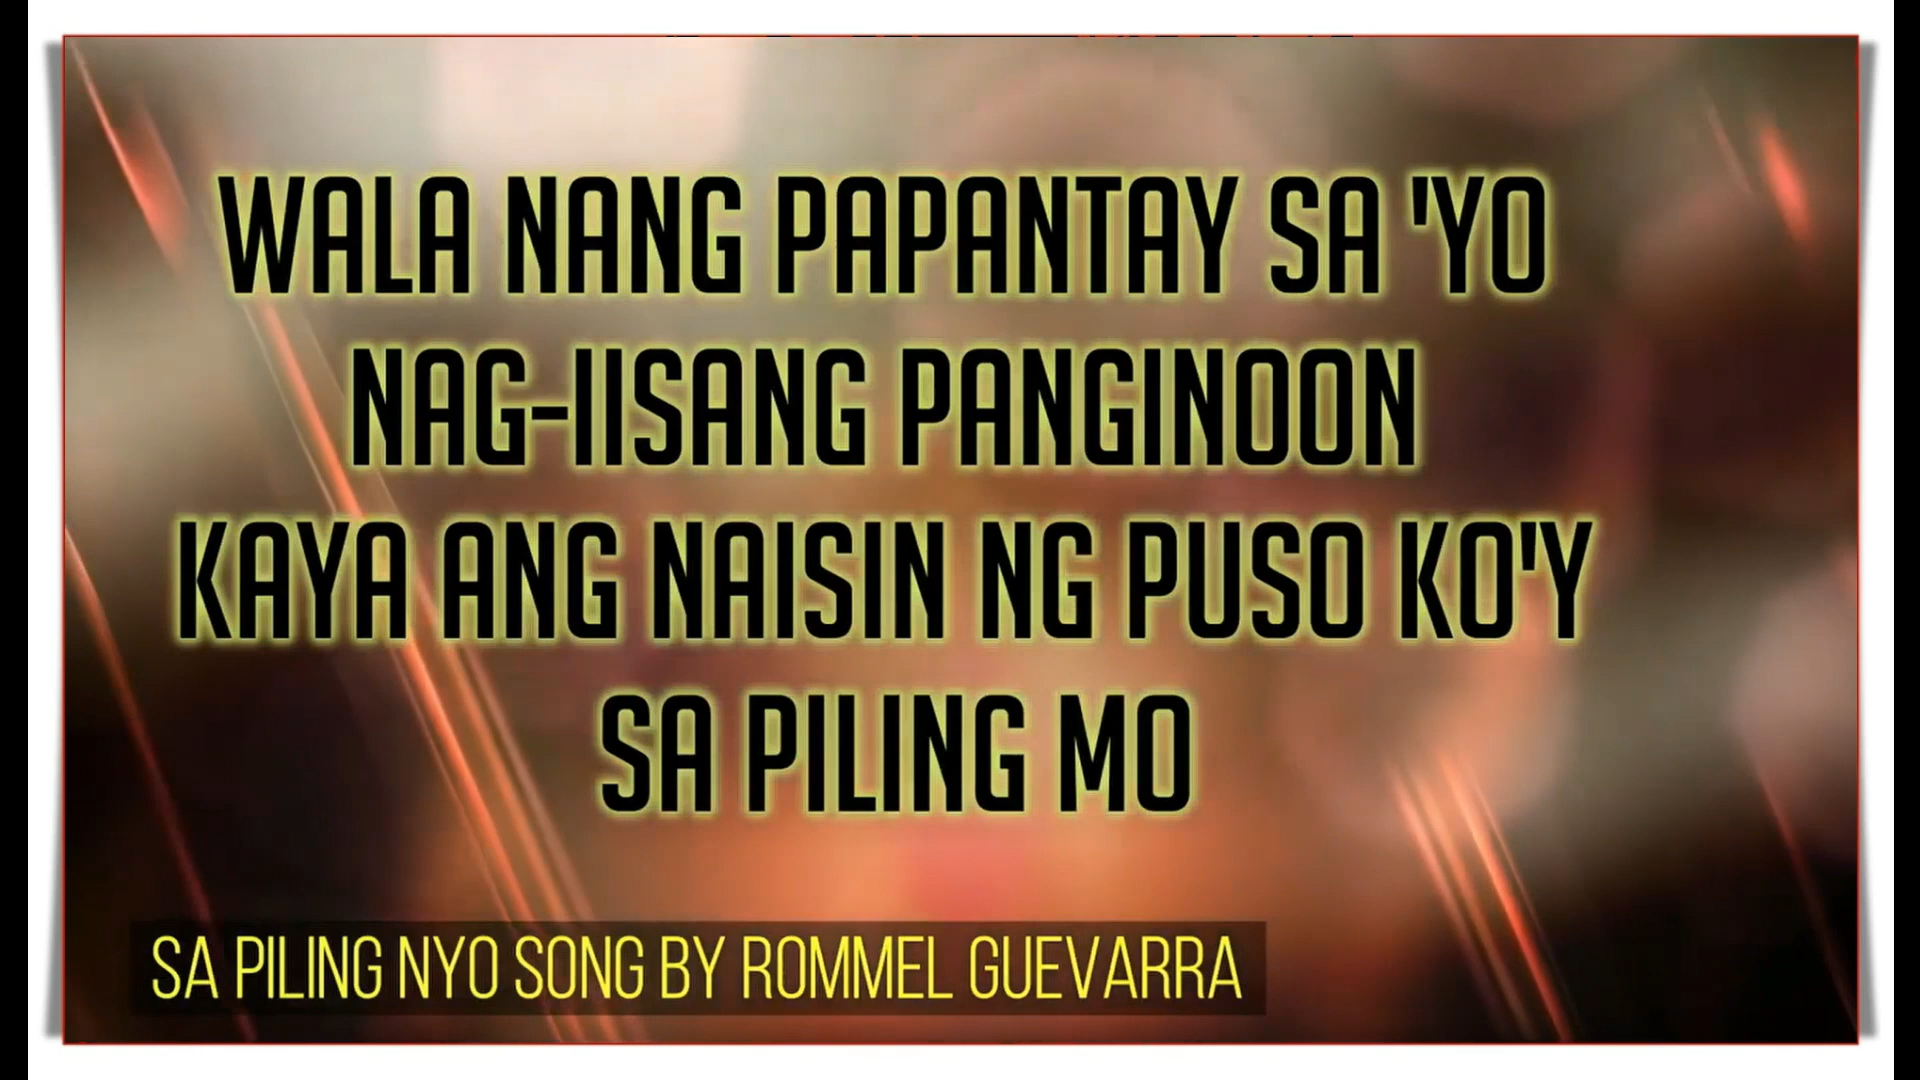 WALA NANG PAPANTAY SA 'YO
NAG-IISANG PANGINOON
KAYA ANG NAISIN NG PUSO KO'Y
SA PILING MO
SA PILING NYO SONG BY ROMMEL GUEVARRA